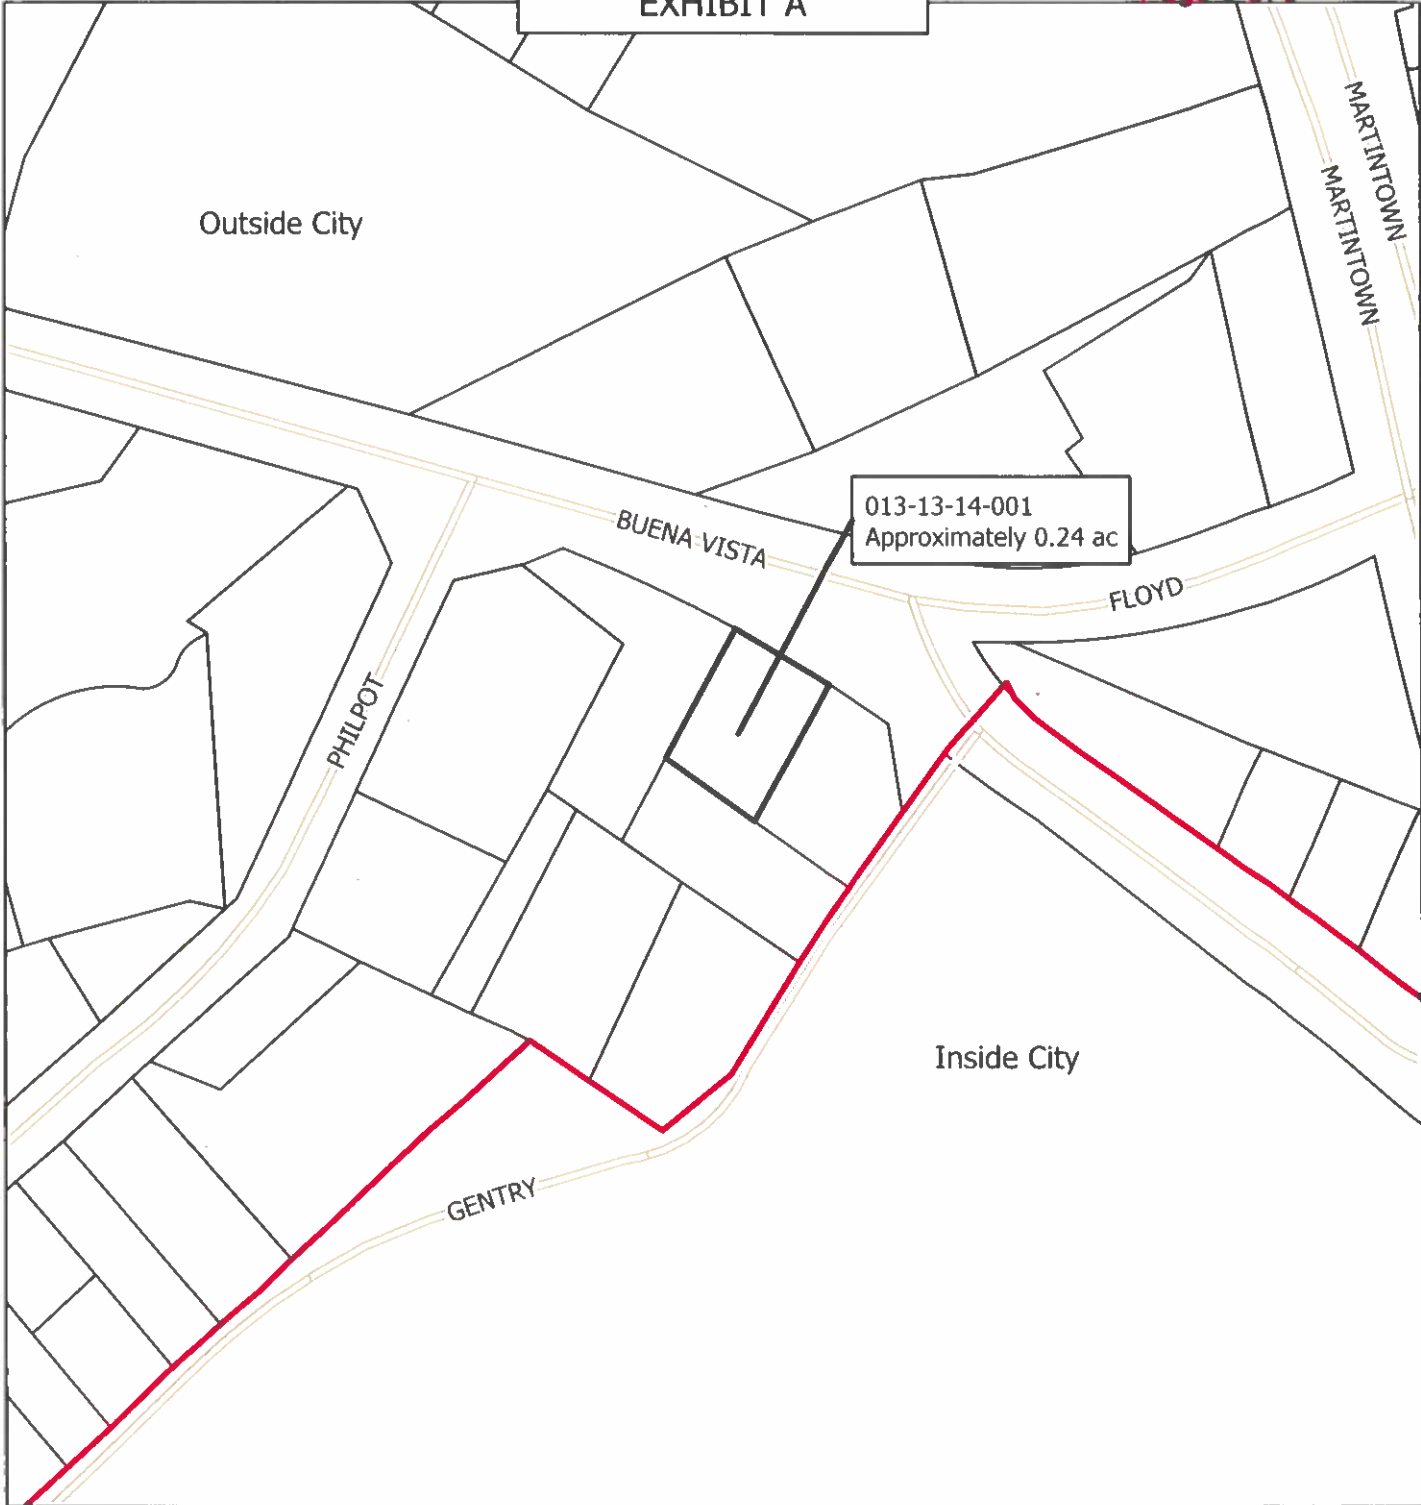 EXHIBIT A
MARTINTOWN
MARTINTOWN
Outside City
013-13-14-001
Approximately 0.24 ac
BUENA VISTA
FLOYD
PHILPOT
Inside City
GENTRY